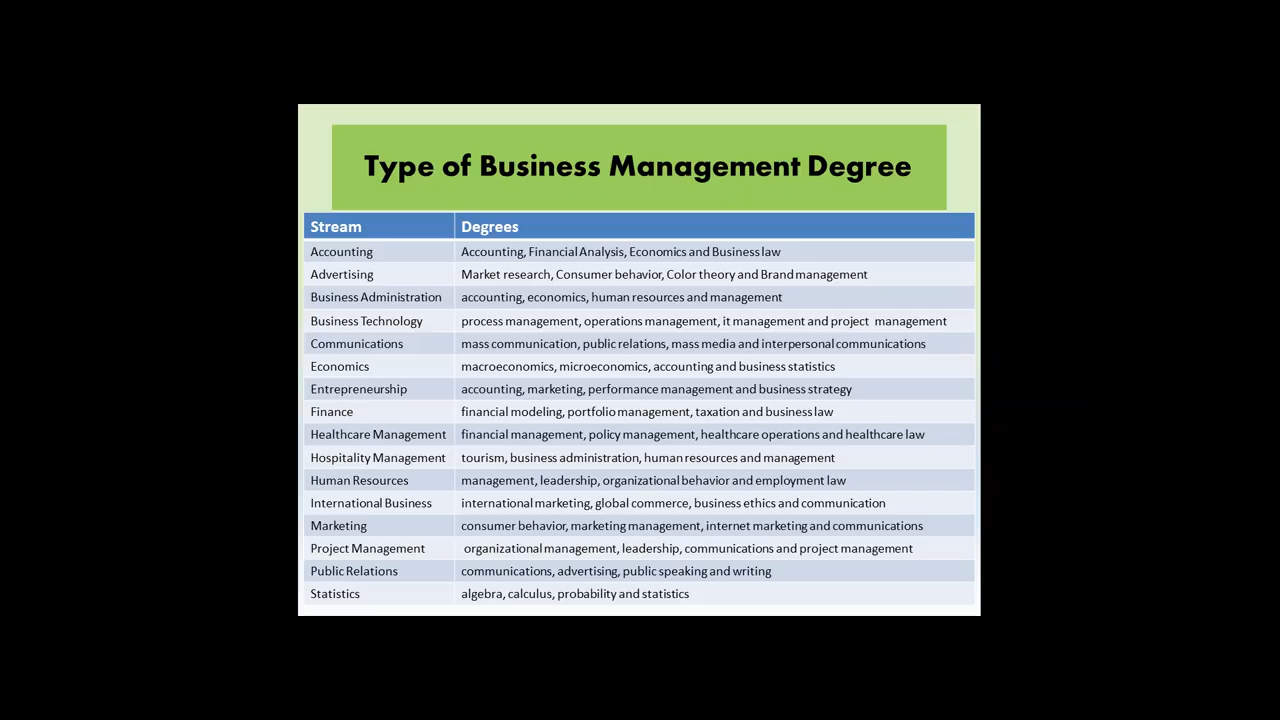 Type of Business Management Degree
Stream Degrees
Accounting Accounting, Financial Analysis, Economics and Business law
Advertising Market research, Consumer behavior, Color theory and Brand management
Business Administration accounting, economics, human resources and management
Business Technology process management, operations management, it management and project management
Communications mass communication, public relations, mass media and interpersonal communications
Economics macroeconomics, microeconomics, accounting and business statistics
Entrepreneurship accounting, marketing, performance management and business strategy
Finance financial modeling, portfolio management, taxation and business law
Healthcare Management financial management, policy management, healthcare operations and healthcare law
Hospitality Management tourism, business administration, human resources and management
Human Resources management, leadership, organizational behavior and employment law
International Business international marketing, global commerce, business ethics and communication
Marketing consumer behavior, marketing management, internet marketing and communications
Project Management organizational management, leadership, communications and project management
Public Relations communications, advertising, public speaking and writing
Statistics algebra, calculus, probability and statistics